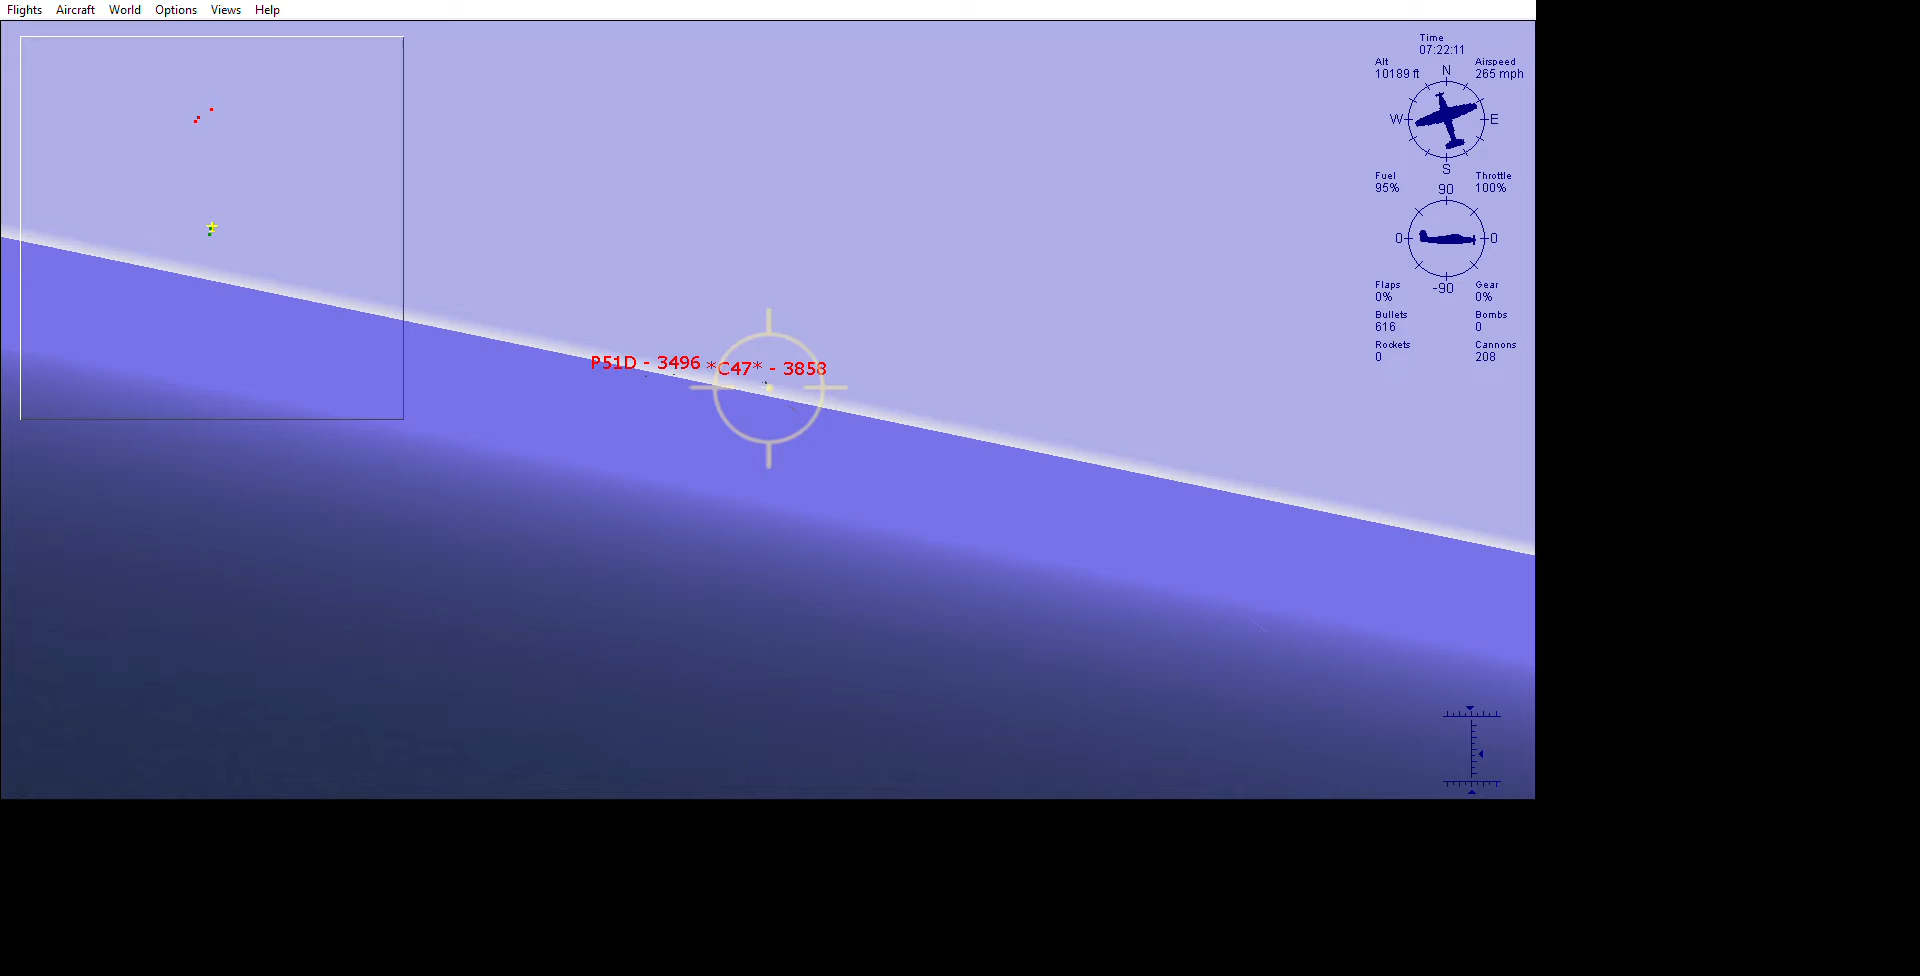 Flights Aircraft World Options Views Help
Time
07:22:11
Alt Airspeed
10189 ft N 265 mph
W E
S
Fuel Throttle
95% 90 100%
0 0
-90
Flaps Gear
0% 0%
Bullets Bombs
616 0
Rockets Cannons
0 208
P51D - 3496 *C47* - 3858